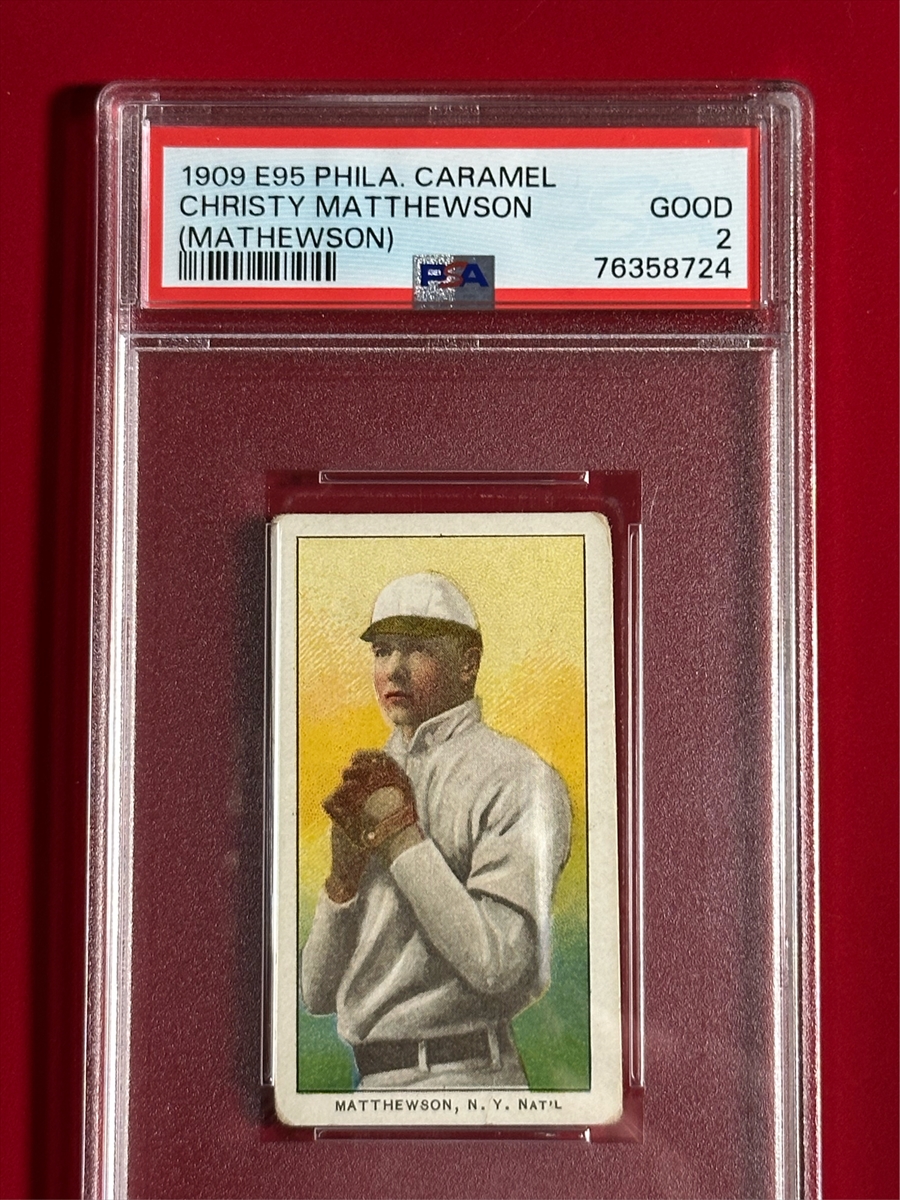 1909 E95 PHILA. CARAMEL
CHRISTY MATTHEWSON GOOD
(MATHEWSON) 2
76358724
PSA
MATTHEWSON, N. Y. NAT'L